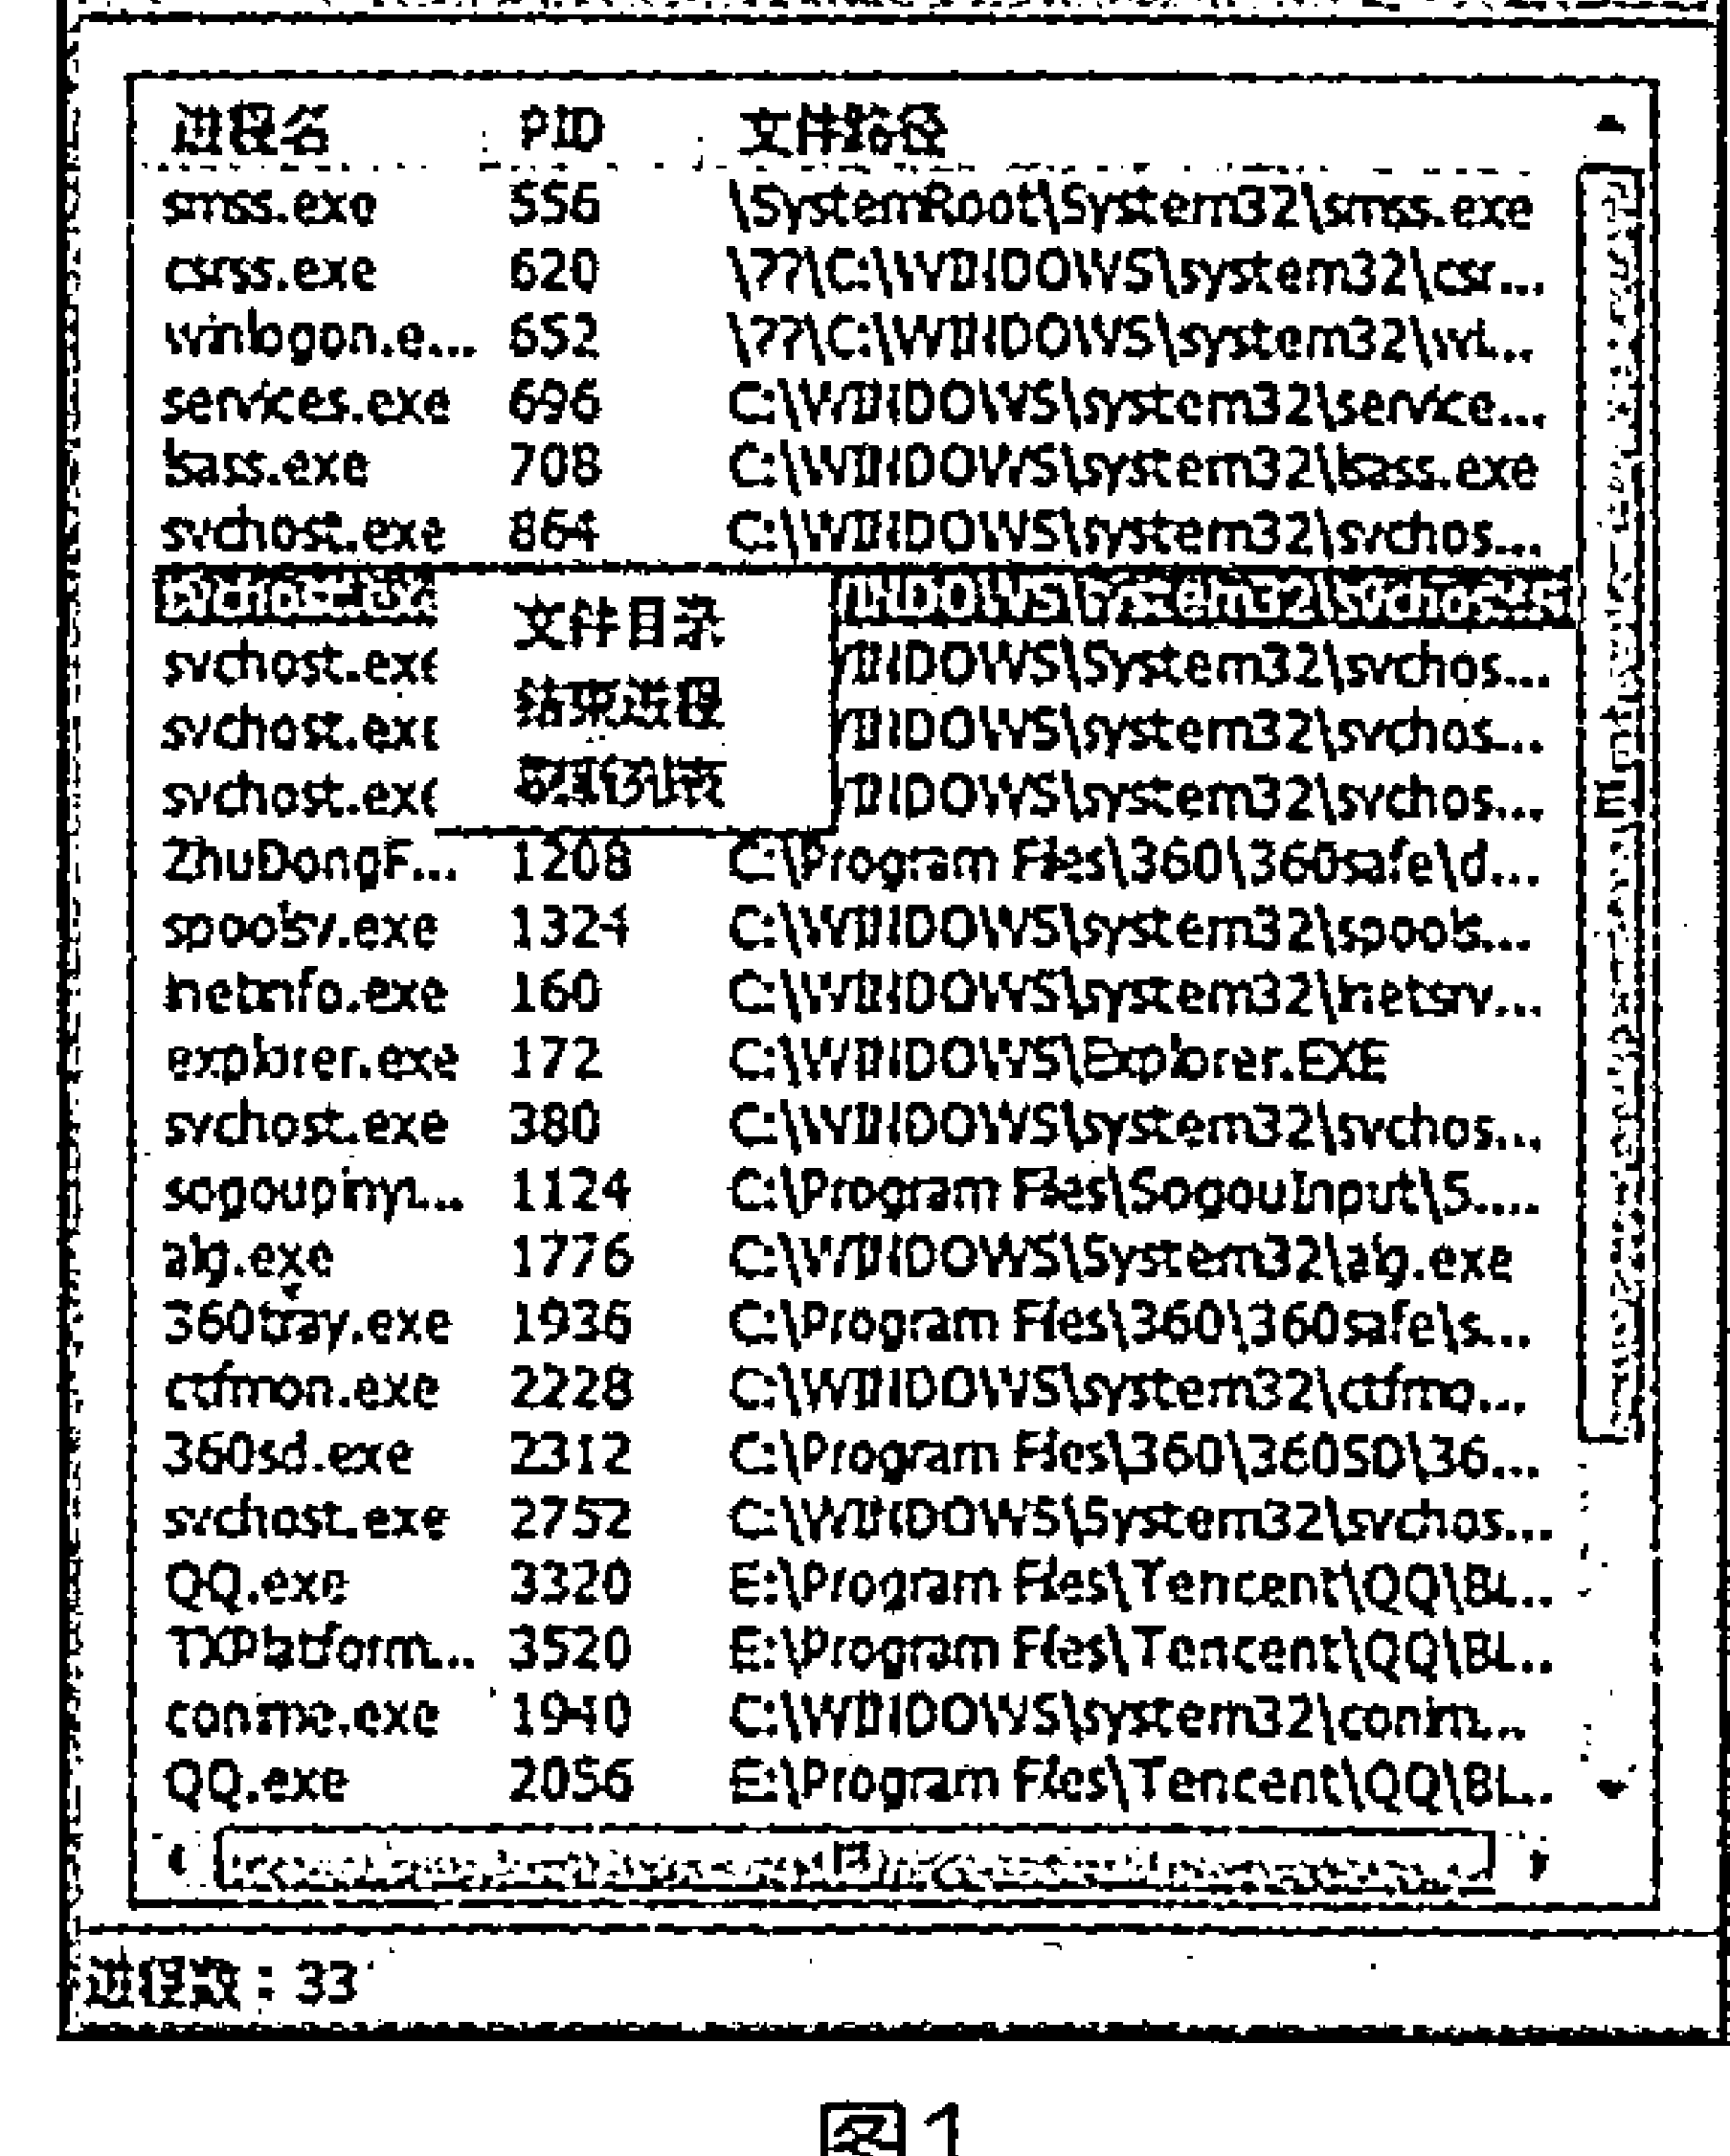 进程名 PID 文件路径
smss.exe 556 \SystemRoot\System32\smss.exe
csrss.exe 620 \??\C:\WINDOWS\system32\csr...
winlogon.e... 652 \??\C:\WINDOWS\system32\wi...
services.exe 696 C:\WINDOWS\system32\service...
lsass.exe 708 C:\WINDOWS\system32\lsass.exe
svchost.exe 864 C:\WINDOWS\system32\svchos...
svchost.exe
文件目录
结束进程
svchost.exe \System32\svchos...
svchost.exe \system32\svchos...
svchost.exe \system32\svchos...
ZhuDongF... 1208 C:\Program Files\360\360safe\d...
spoolsv.exe 1324 C:\WINDOWS\system32\spools...
inetinfo.exe 160 C:\WINDOWS\system32\inetsrv...
explorer.exe 172 C:\WINDOWS\Explorer.EXE
svchost.exe 380 C:\WINDOWS\system32\svchos...
sogoupinyi... 1124 C:\Program Files\SogouInput\5....
alg.exe 1776 C:\WINDOWS\System32\alg.exe
360tray.exe 1936 C:\Program Files\360\360safe\s...
ctfmon.exe 2228 C:\WINDOWS\system32\ctfmo...
360sd.exe 2312 C:\Program Files\360\360SD\36...
svchost.exe 2752 C:\WINDOWS\System32\svchos...
QQ.exe 3320 E:\Program Files\Tencent\QQ\Bi...
TXPlatform... 3520 E:\Program Files\Tencent\QQ\Bi...
conime.exe 1940 C:\WINDOWS\system32\conim...
QQ.exe 2056 E:\Program Files\Tencent\QQ\Bi...
进程数：33
图1